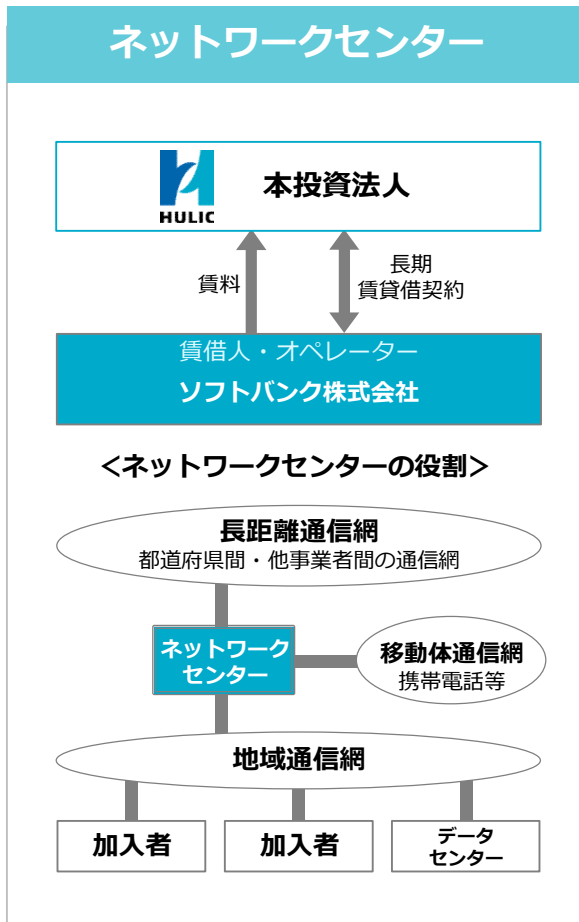 ネットワークセンター
HULIC
本投資法人
賃料
長期
賃貸借契約
賃借人・オペレーター
ソフトバンク株式会社
＜ネットワークセンターの役割＞
長距離通信網
都道府県間・他事業者間の通信網
ネットワーク
センター
移動体通信網
携帯電話等
地域通信網
加入者
加入者
データ
センター